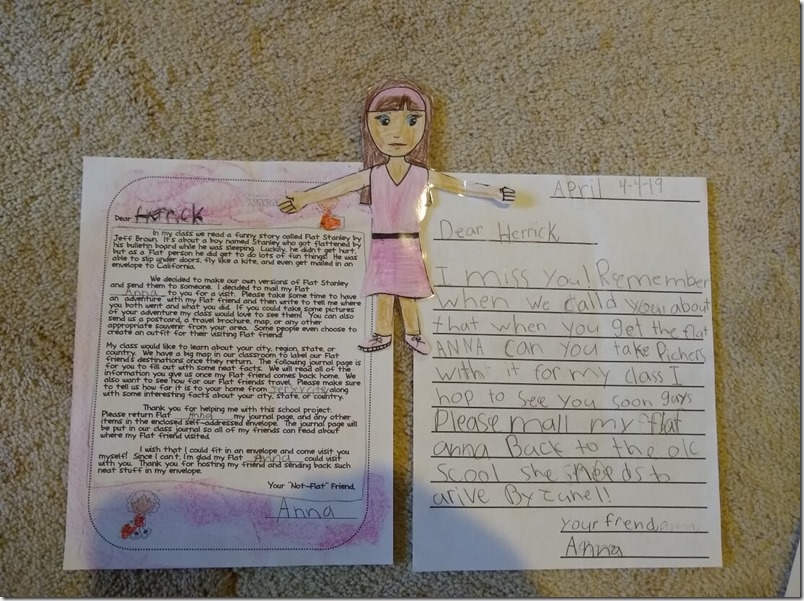 Dear Herrick
In my class we read a funny story called Flat Stanley by
Jeff Brown. It's about a boy named Stanley who got flattened by
his bulletin board while he was sleeping. Luckily, he didn't get hurt,
but as a Flat person he did get to do lots of fun things! He was
able to slip under doors, fly like a kite, and even get mailed in an
envelope to California.
We decided to make our own versions of Flat Stanley
and send them to someone. I decided to mail my Flat
Anna to you for a visit. Please take some time to have
an adventure with my Flat friend and then write to tell me where
you both went and what you did. If you could take some pictures
of your adventure my class would love to see them! You can also
send us a postcard, a travel brochure, map, or any other
appropriate souvenir from your area. Some people even choose to
create an outfit for their visiting Flat friend!
My class would like to learn about your city, region, state, or
country. We have a big map in our classroom to label our Flat
friend's destinations once they return. The following journal page is
for you to fill out with some neat facts. We will read all of the
information you give us once my Flat friend comes back home. We
also want to see how far our Flat friends travel. Please make sure
to tell us how far it is to your home from along
with some interesting facts about your city, state, or country.
Thank you for helping me with this school project.
Please return Flat Anna my journal page, and any other
items in the enclosed self-addressed envelope. The journal page will
be put in our class journal so all of my friends can read about
where my Flat friend visited.
I wish that I could fit in an envelope and come visit you
myself! Since I can't, I'm glad my Flat Anna could visit
with you. Thank you for hosting my friend and sending back such
neat stuff in my envelope.
Your "Not-Flat" Friend,
Anna
April 4-4-19
Dear Herrick
I miss you! Remember
when we calld you about
that when you get the flat
ANNA can you take Pichers
with it for my class I
hop to see you soon guys
Please mall my flat
anna Back to the olc
scool she needs to
arive By
your frend,
Anna